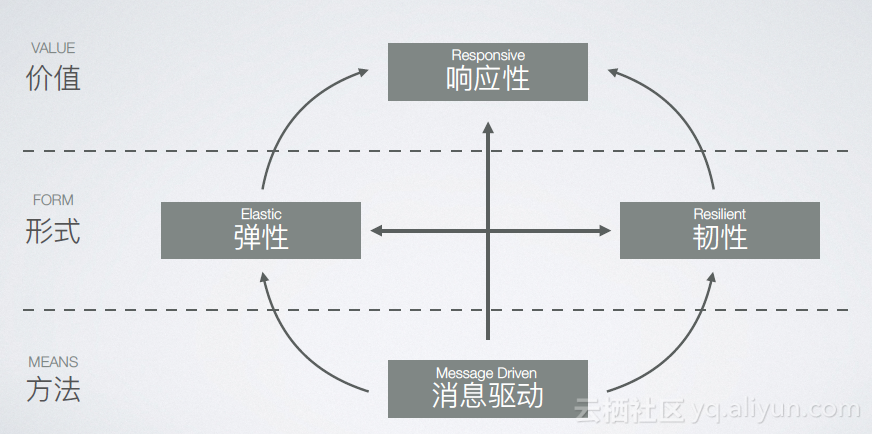 VALUE
价值
Responsive
响应性
FORM
形式
Elastic
弹性
Resilient
韧性
MEANS
方法
Message Driven
消息驱动
云栖社区 yq.aliyun.com